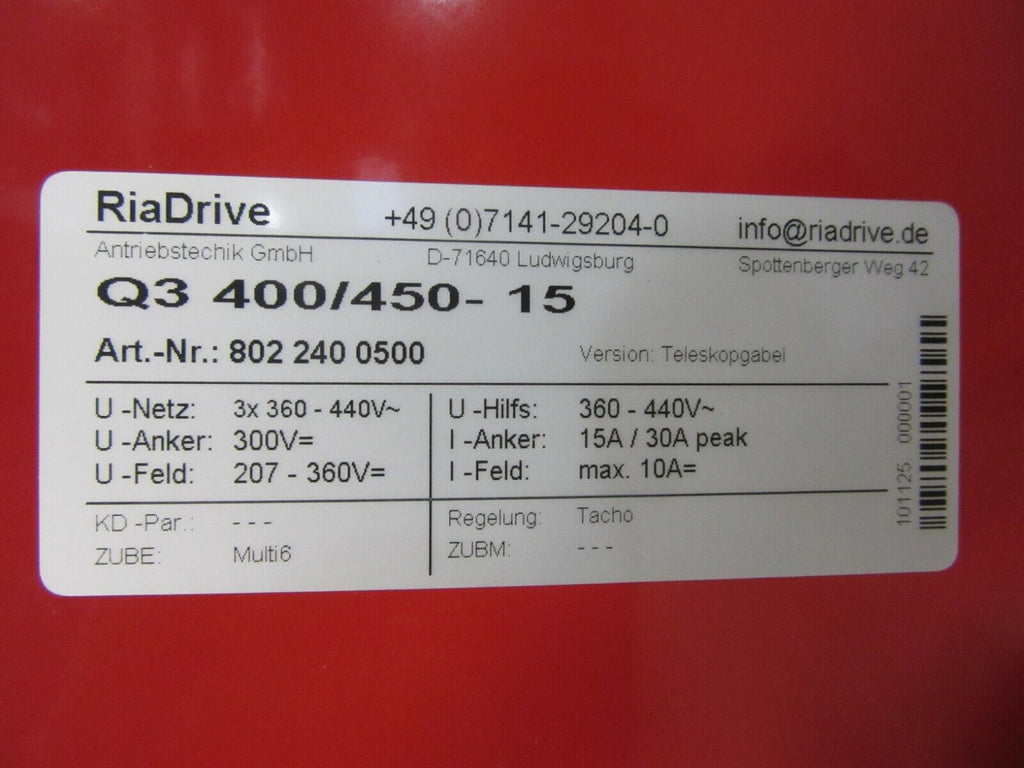 RiaDrive +49 (0)7141-29204-0 info@riadrive.de
Antriebstechik GmbH D-71640 Ludwigsburg Spottenberger Weg 42
Q3 400/450- 15
Art.-Nr.: 802 240 0500 Version: Teleskopgabel
U -Netz: 3x 360 - 440V~ U -Hilfs: 360 - 440V~
U -Anker: 300V= I -Anker: 15A / 30A peak
U -Feld: 207 - 360V= I -Feld: max. 10A=
KD -Par.: - - - Regelung: Tacho
ZUBE: Multi6 ZUBM: - - -
101125 000001